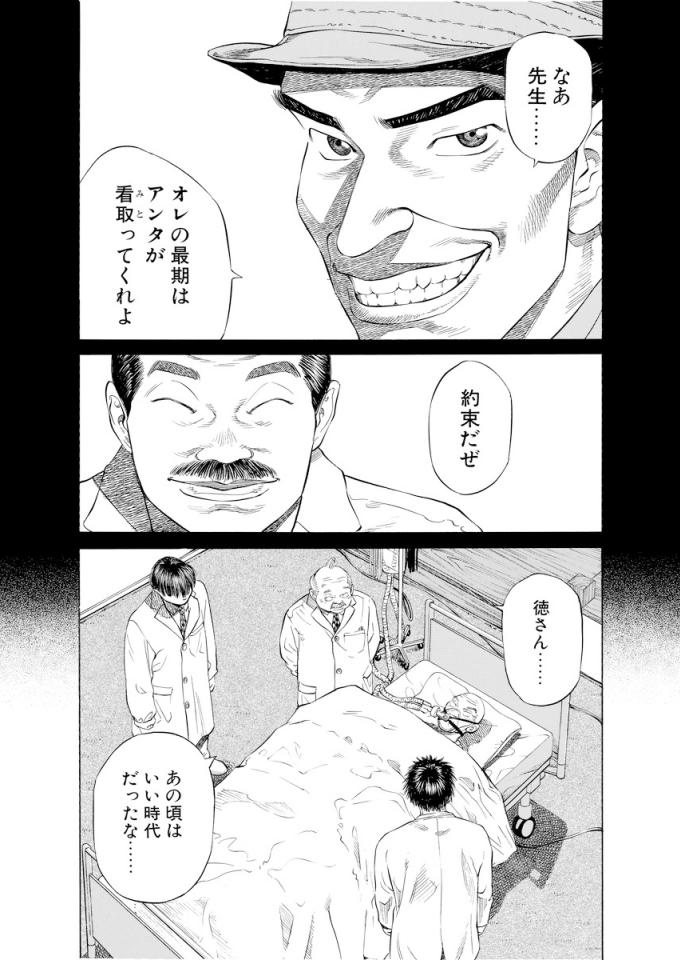 なあ
先生……
オレの最期は
アンタが
看取ってくれよ
みと
約束だぜ
徳さん……
あの頃は
いい時代
だったな……